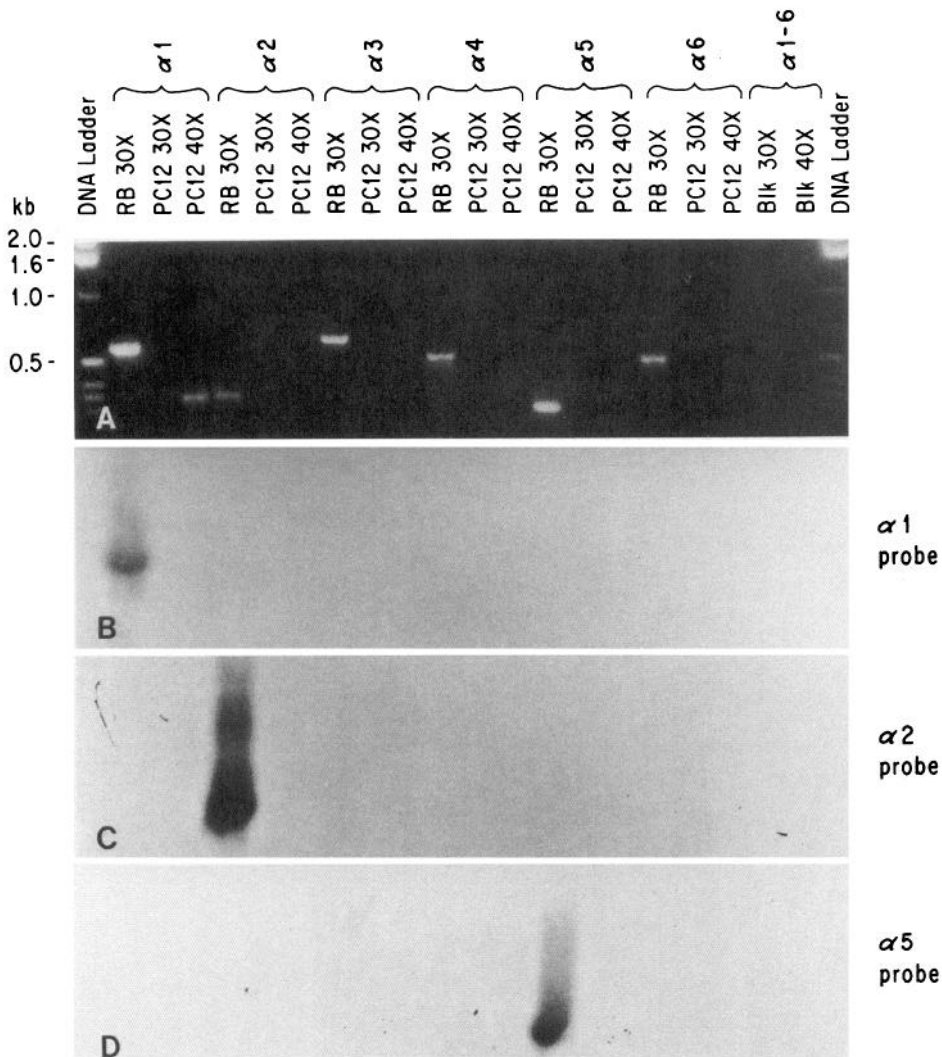 α1 α2 α3 α4 α5 α6 α1-6
DNA Ladder
RB 30X
PC12 30X
PC12 40X
RB 30X
PC12 30X
PC12 40X
RB 30X
PC12 30X
PC12 40X
RB 30X
PC12 30X
PC12 40X
RB 30X
PC12 30X
PC12 40X
RB 30X
PC12 30X
PC12 40X
Blk 30X
Blk 40X
DNA Ladder
kb
2.0-
1.6-
1.0-
0.5-
A
B
α1
probe
C
α2
probe
D
α5
probe